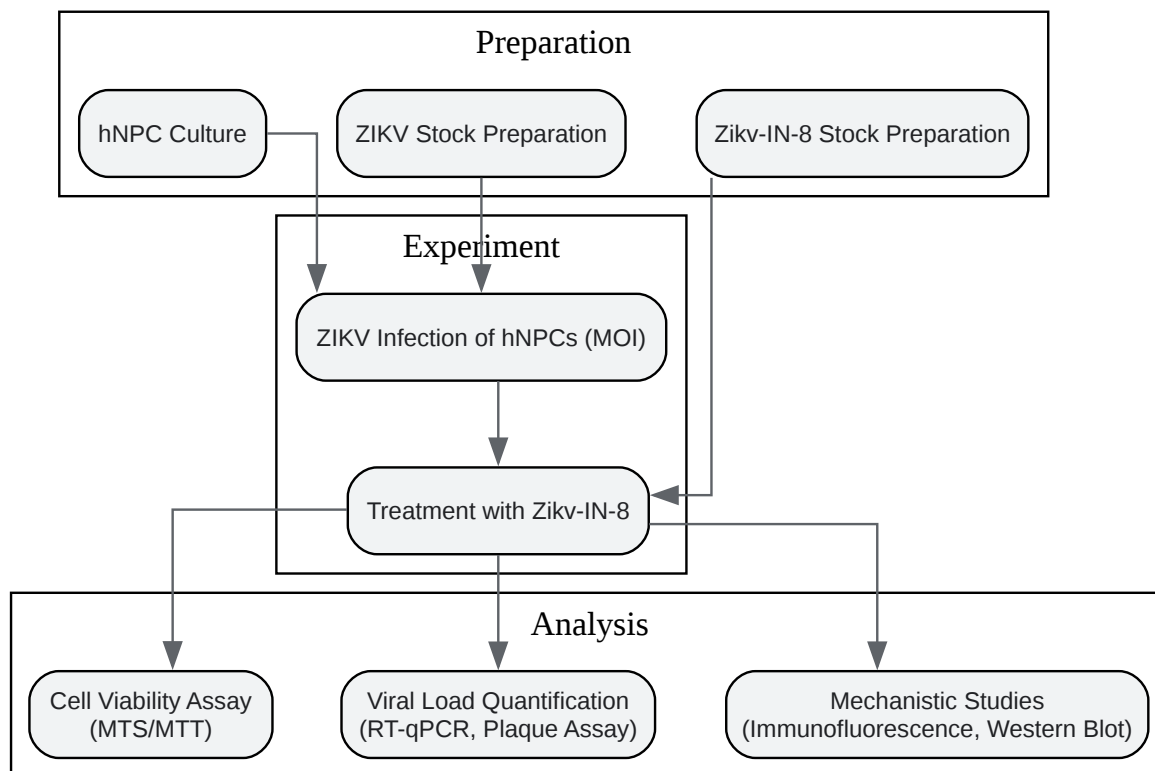 Preparation
hNPC Culture
ZIKV Stock Preparation
Zikv-IN-8 Stock Preparation
Experiment
ZIKV Infection of hNPCs (MOI)
Treatment with Zikv-IN-8
Analysis
Cell Viability Assay
(MTS/MTT)
Viral Load Quantification
(RT-qPCR, Plaque Assay)
Mechanistic Studies
(Immunofluorescence, Western Blot)